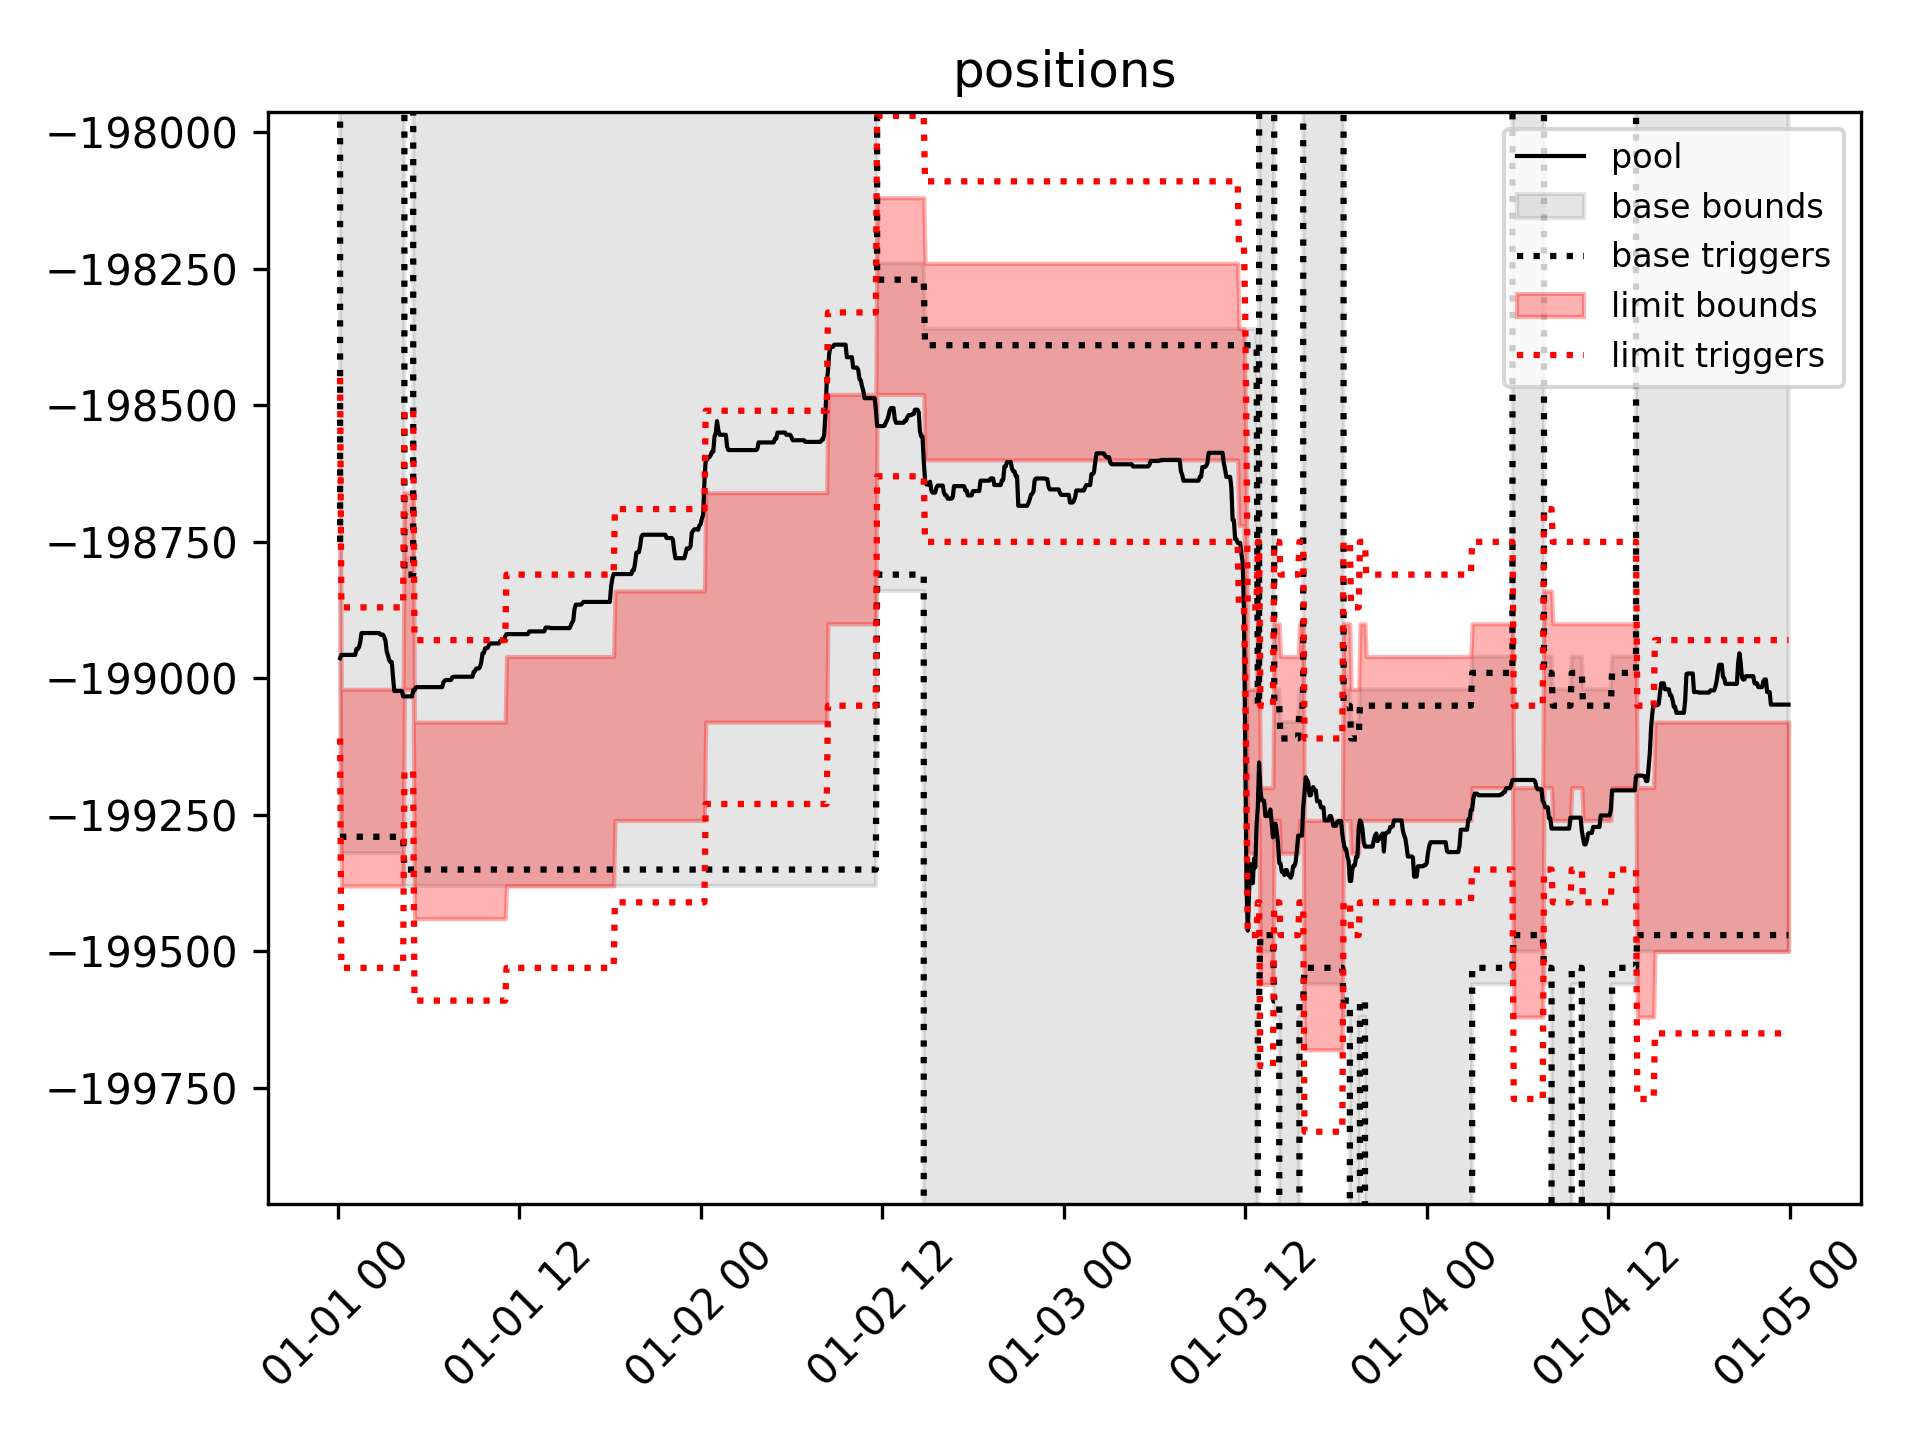 positions
−198000
−198250
−198500
−198750
−199000
−199250
−199500
−199750
pool
base bounds
base triggers
limit bounds
limit triggers
01-01 00
01-01 12
01-02 00
01-02 12
01-03 00
01-03 12
01-04 00
01-04 12
01-05 00